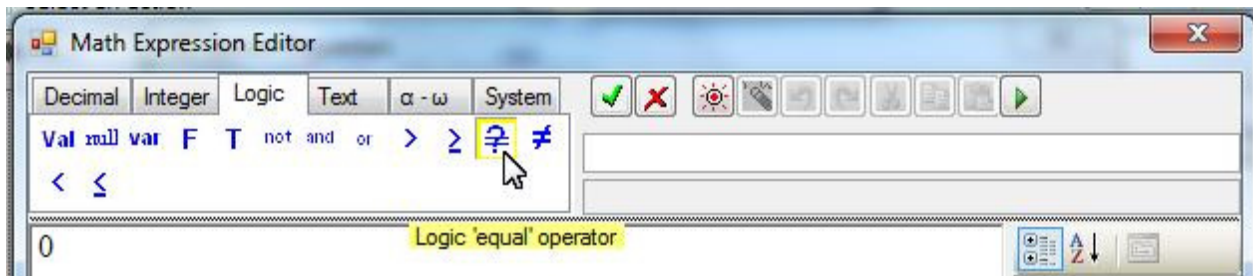 Math Expression Editor
Decimal Integer Logic Text α - ω System
Val null var F T not and or > ≥ ≟ ≠
< ≤
Logic 'equal' operator
0
A
Z